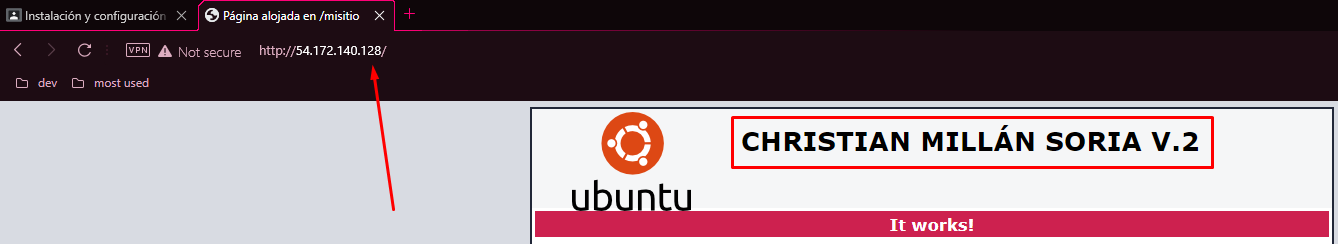 Instalación y configuración
Página alojada en /misitio
VPN
Not secure
http://54.172.140.128/
dev
most used
CHRISTIAN MILLÁN SORIA V.2
ubuntu
It works!